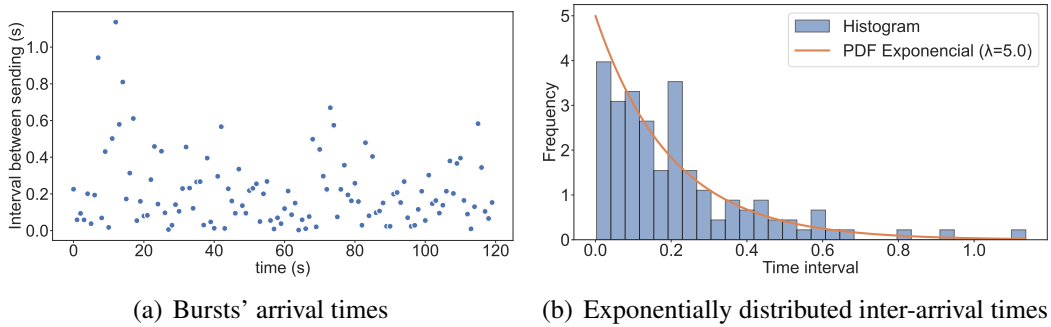 Interval between sending (s)
1.0
0.8
0.6
0.4
0.2
0.0
0 20 40 60 80 100 120
time (s)
(a) Bursts' arrival times
Frequency
5
4
3
2
1
0
Histogram
PDF Exponencial (λ=5.0)
0.0 0.2 0.4 0.6 0.8 1.0
Time interval
(b) Exponentially distributed inter-arrival times